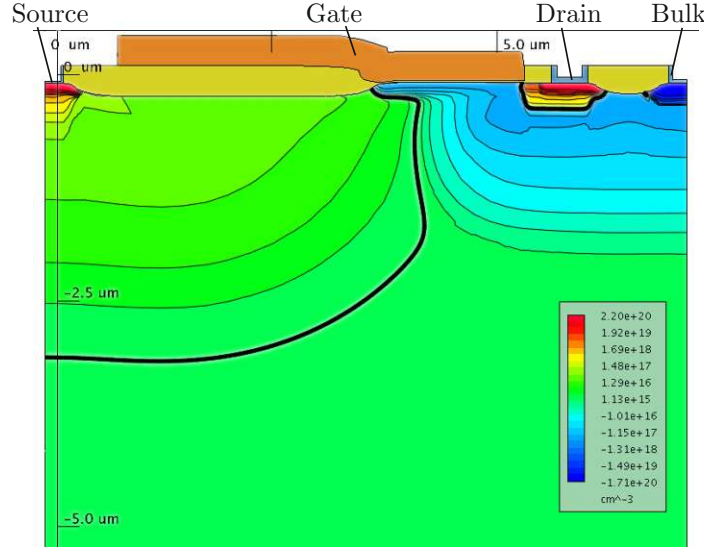 Source Gate Drain Bulk
0 um 5.0 um
0 um
-2.5 um
2.20e+20
1.92e+19
1.69e+18
1.48e+17
1.29e+16
1.13e+15
-1.01e+16
-1.15e+17
-1.31e+18
-1.49e+19
-1.71e+20
cm^-3
-5.0 um